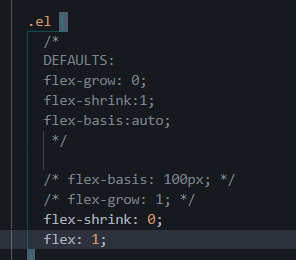 .el {
/*
DEFAULTS:
flex-grow: 0;
flex-shrink:1;
flex-basis:auto;
*/
/* flex-basis: 100px; */
/* flex-grow: 1; */
flex-shrink: 0;
flex: 1;